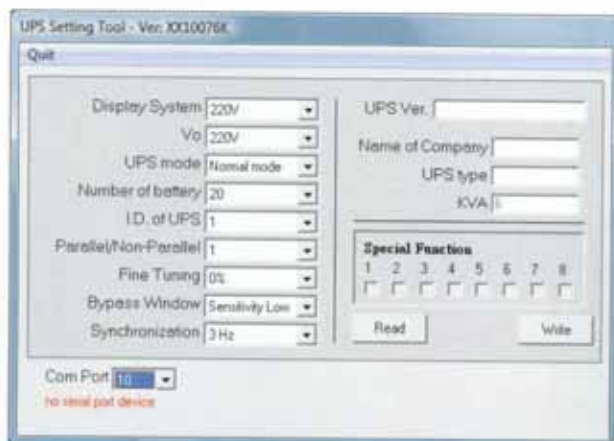 UPS Setting Tool - Ver: XX10076K
Quit
Display System 220V
Vo 220V
UPS mode Normal mode
Number of battery 20
I.D. of UPS 1
Parallel/Non-Parallel 1
Fine Tuning 0%
Bypass Window Sensitivity Low
Synchronization 3 Hz
UPS Ver.
Name of Company
UPS type
KVA
Special Function
1 2 3 4 5 6 7 8
Read Write
Com Port 10
no serial port device